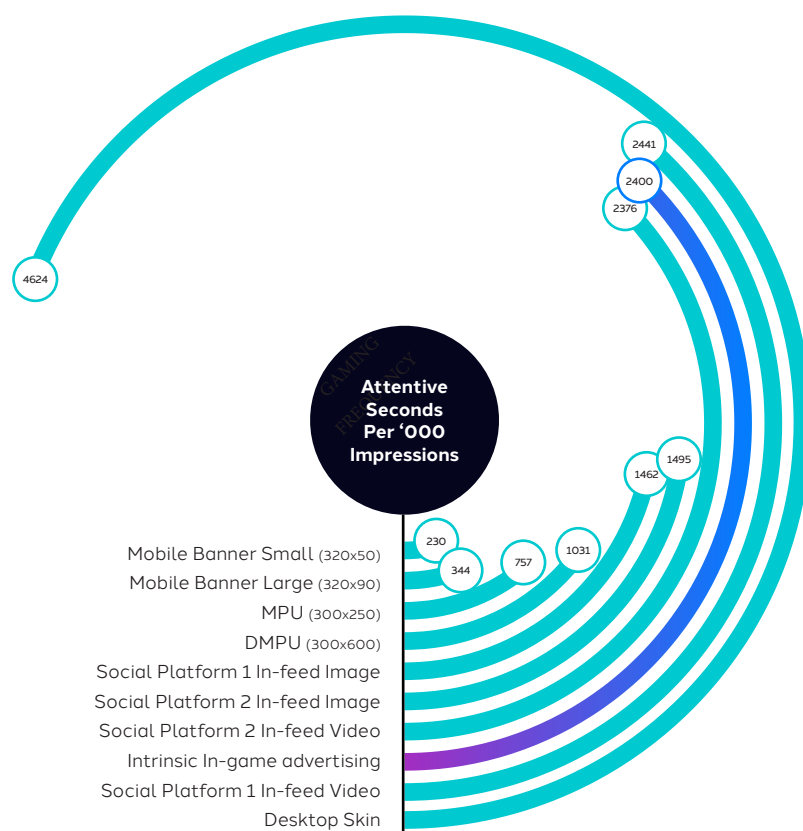 2441
2400
2376
4624
GAMING
FREQUENCY
Attentive
Seconds
Per ‘000
Impressions
1495
1462
230
1031
757
344
Mobile Banner Small (320x50)
Mobile Banner Large (320x90)
MPU (300x250)
DMPU (300x600)
Social Platform 1 In-feed Image
Social Platform 2 In-feed Image
Social Platform 2 In-feed Video
Intrinsic In-game advertising
Social Platform 1 In-feed Video
Desktop Skin